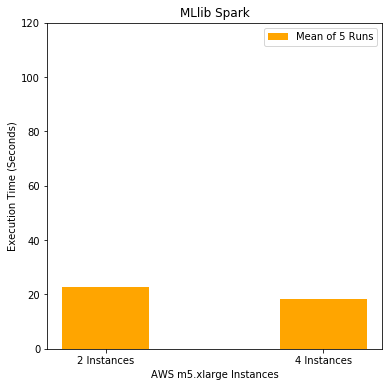 MLlib Spark
Mean of 5 Runs
Execution Time (Seconds)
120
100
80
60
40
20
0
2 Instances
4 Instances
AWS m5.xlarge Instances